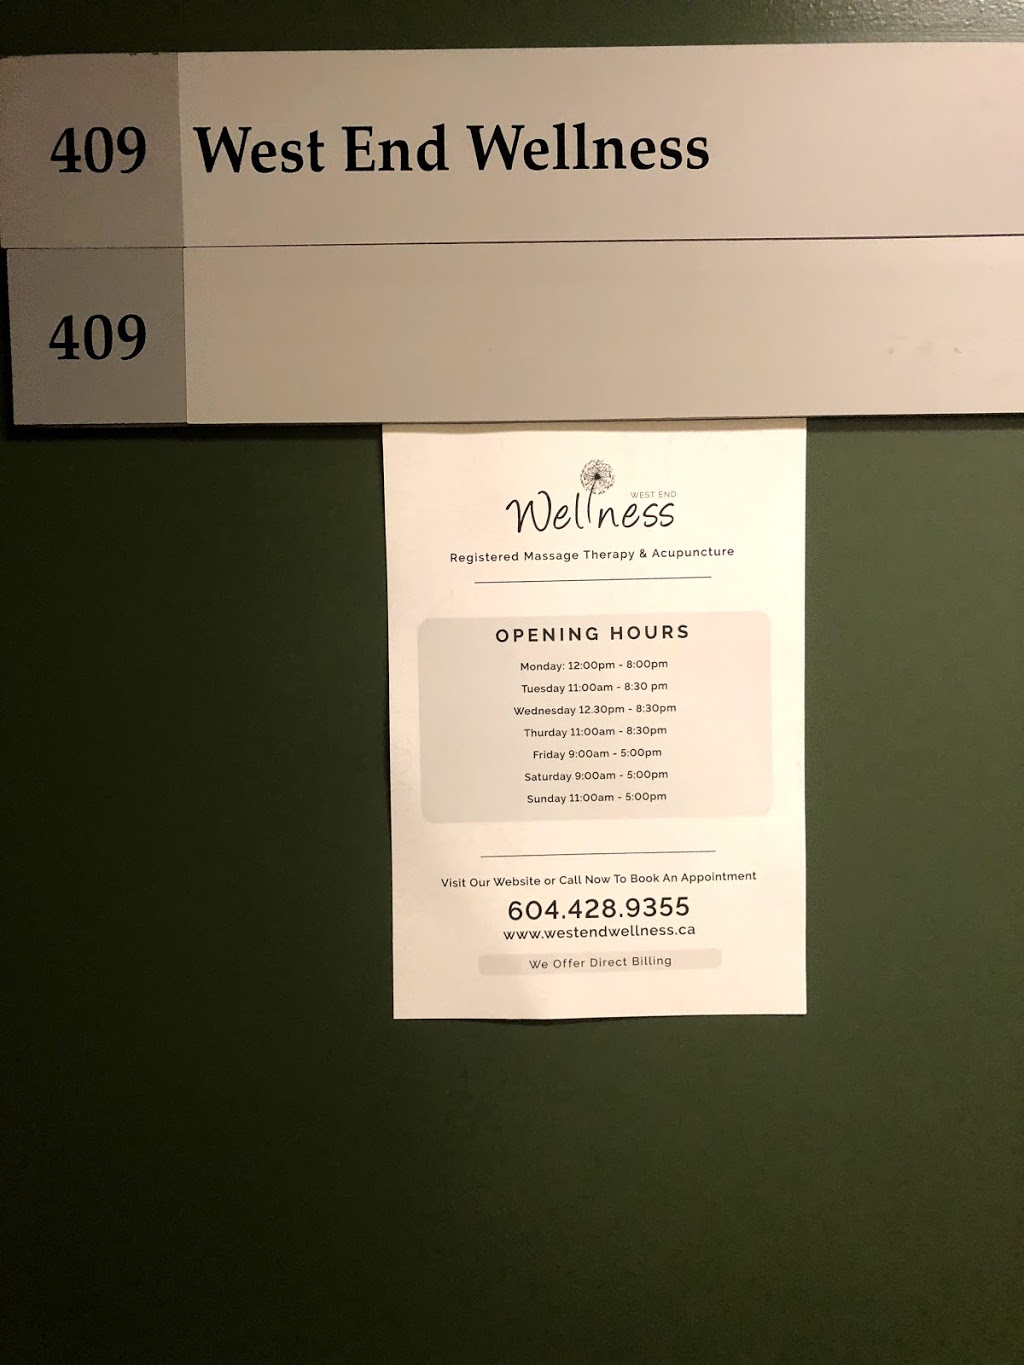 409 West End Wellness
409
WEST END
Wellness
Registered Massage Therapy & Acupuncture
OPENING HOURS
Monday: 12:00pm - 8:00pm
Tuesday 11:00am - 8:30 pm
Wednesday 12.30pm - 8:30pm
Thurday 11:00am - 8:30pm
Friday 9:00am - 5:00pm
Saturday 9:00am - 5:00pm
Sunday 11:00am - 5:00pm
Visit Our Website or Call Now To Book An Appointment
604.428.9355
www.westendwellness.ca
We Offer Direct Billing